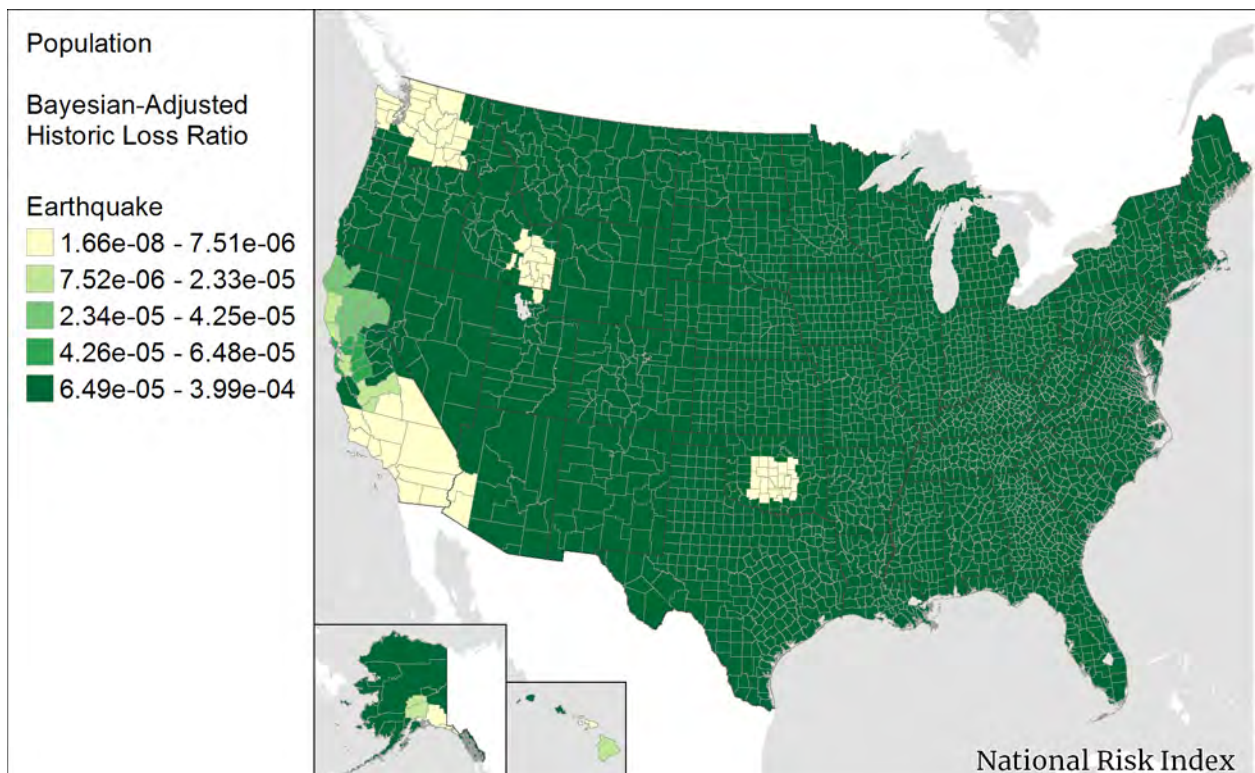 Population
Bayesian-Adjusted
Historic Loss Ratio
Earthquake
1.66e-08 - 7.51e-06
7.52e-06 - 2.33e-05
2.34e-05 - 4.25e-05
4.26e-05 - 6.48e-05
6.49e-05 - 3.99e-04
National Risk Index